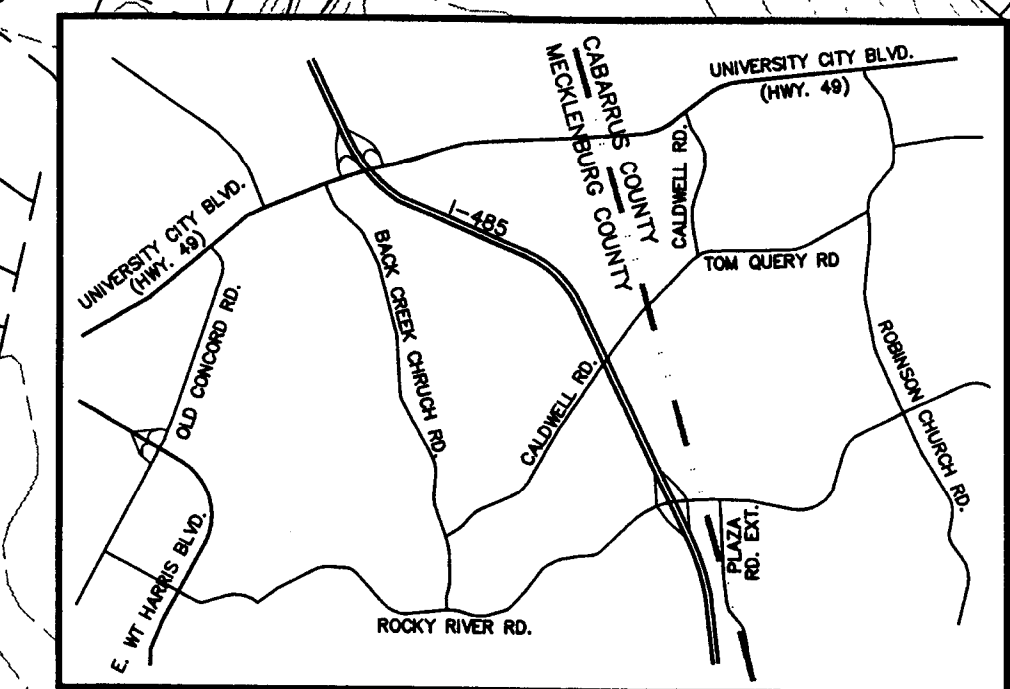 UNIVERSITY CITY BLVD.
(HWY. 49)
CABARRUS COUNTY
MECKLENBURG COUNTY
CALDWELL RD.
I-485
UNIVERSITY CITY BLVD.
(HWY. 49)
BACK CREEK CHRUCH RD.
TOM QUERY RD
OLD CONCORD RD.
ROBINSON CHURCH RD.
CALDWELL RD.
PLAZA
RD. EXT.
E. WT HARRIS BLVD.
ROCKY RIVER RD.